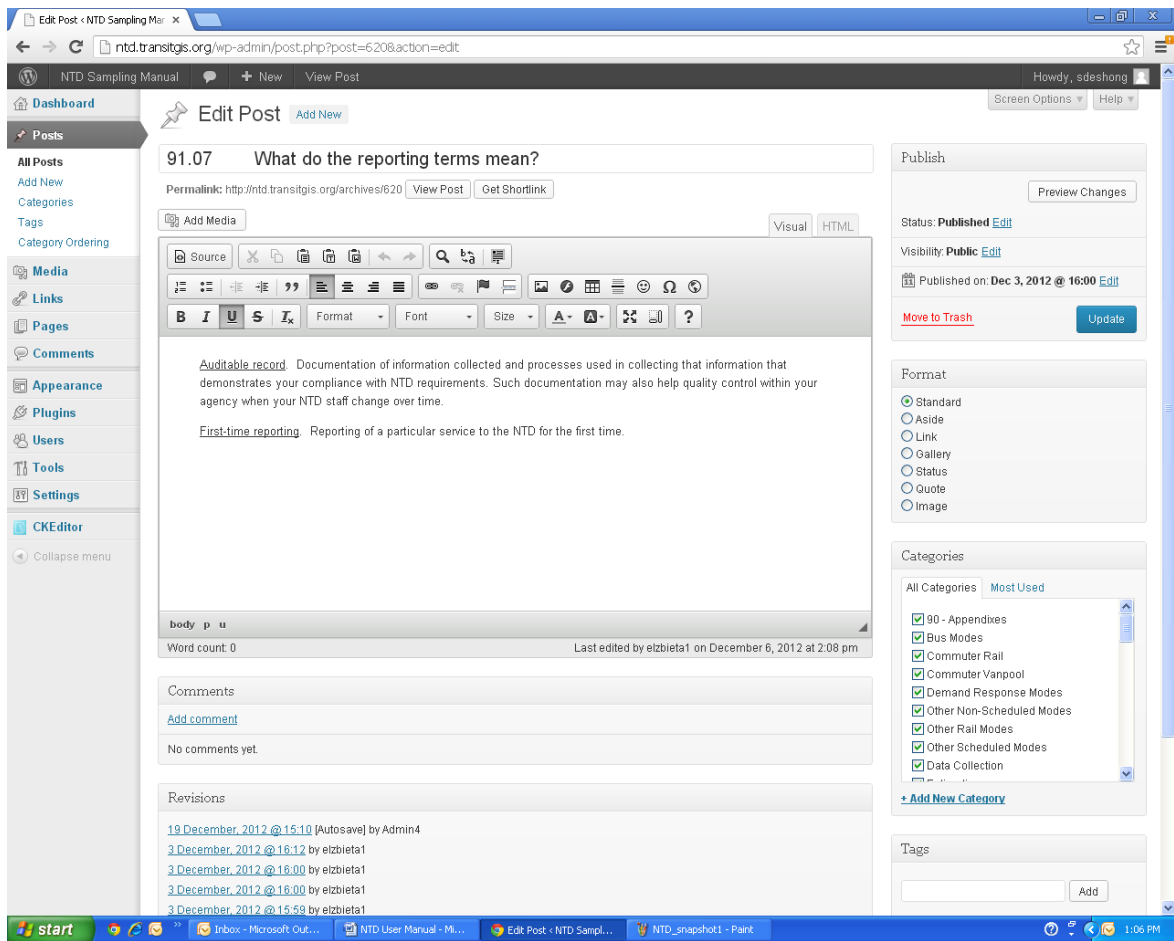 Edit Post ‹ NTD Sampling Mar
ntd.transitgis.org/wp-admin/post.php?post=620&action=edit
NTD Sampling Manual + New View Post Howdy, sdeshong
Screen Options Help
Dashboard
Posts
All Posts
Add New
Categories
Tags
Category Ordering
Media
Links
Pages
Comments
Appearance
Plugins
Users
Tools
Settings
CKEditor
Collapse menu
Edit Post Add New
91.07 What do the reporting terms mean?
Permalink: http://ntd.transitgis.org/archives/620 View Post Get Shortlink
Add Media
Visual HTML
Source
B I U S Ix Format Font Size A A ?
Auditable record. Documentation of information collected and processes used in collecting that information that
demonstrates your compliance with NTD requirements. Such documentation may also help quality control within your
agency when your NTD staff change over time.
First-time reporting. Reporting of a particular service to the NTD for the first time.
body p u
Word count: 0 Last edited by elzbieta1 on December 6, 2012 at 2:08 pm
Comments
Add comment
No comments yet.
Revisions
19 December, 2012 @ 15:10 [Autosave] by Admin4
3 December, 2012 @ 16:12 by elzbieta1
3 December, 2012 @ 16:00 by elzbieta1
3 December, 2012 @ 16:00 by elzbieta1
3 December, 2012 @ 15:59 by elzbieta1
Publish
Preview Changes
Status: Published Edit
Visibility: Public Edit
Published on: Dec 3, 2012 @ 16:00 Edit
Move to Trash Update
Format
Standard
Aside
Link
Gallery
Status
Quote
Image
Categories
All Categories Most Used
90 - Appendixes
Bus Modes
Commuter Rail
Commuter Vanpool
Demand Response Modes
Other Non-Scheduled Modes
Other Rail Modes
Other Scheduled Modes
Data Collection
+ Add New Category
Tags
Add
start Inbox - Microsoft Out... NTD User Manual - Mi... Edit Post ‹ NTD Sampl... NTD_snapshot1 - Paint 1:06 PM